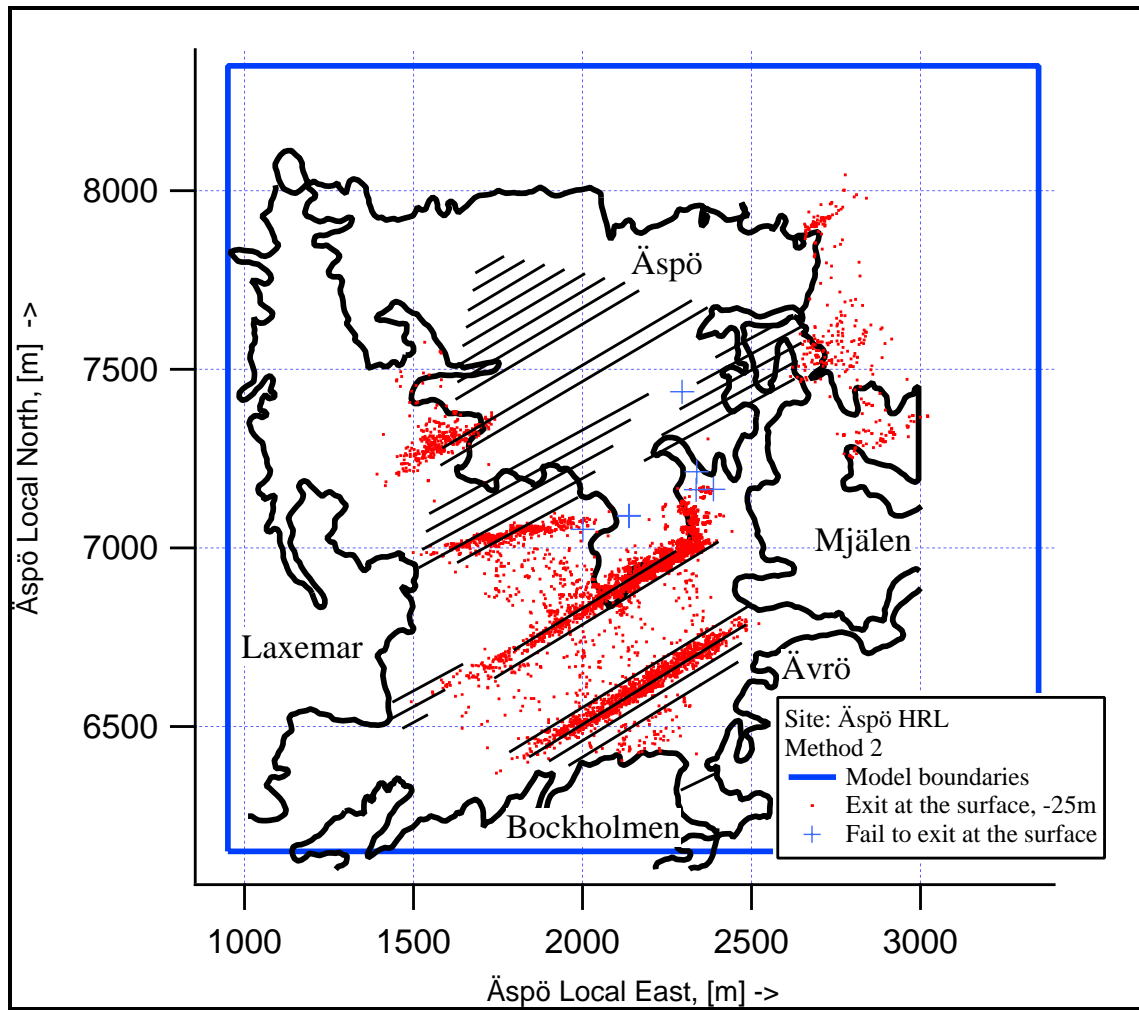 8000
7500
7000
6500
Äspö Local North, [m] ->
Äspö
Mjälen
Laxemar
Ävrö
Bockholmen
Site: Äspö HRL
Method 2
Model boundaries
Exit at the surface, -25m
Fail to exit at the surface
1000 1500 2000 2500 3000
Äspö Local East, [m] ->